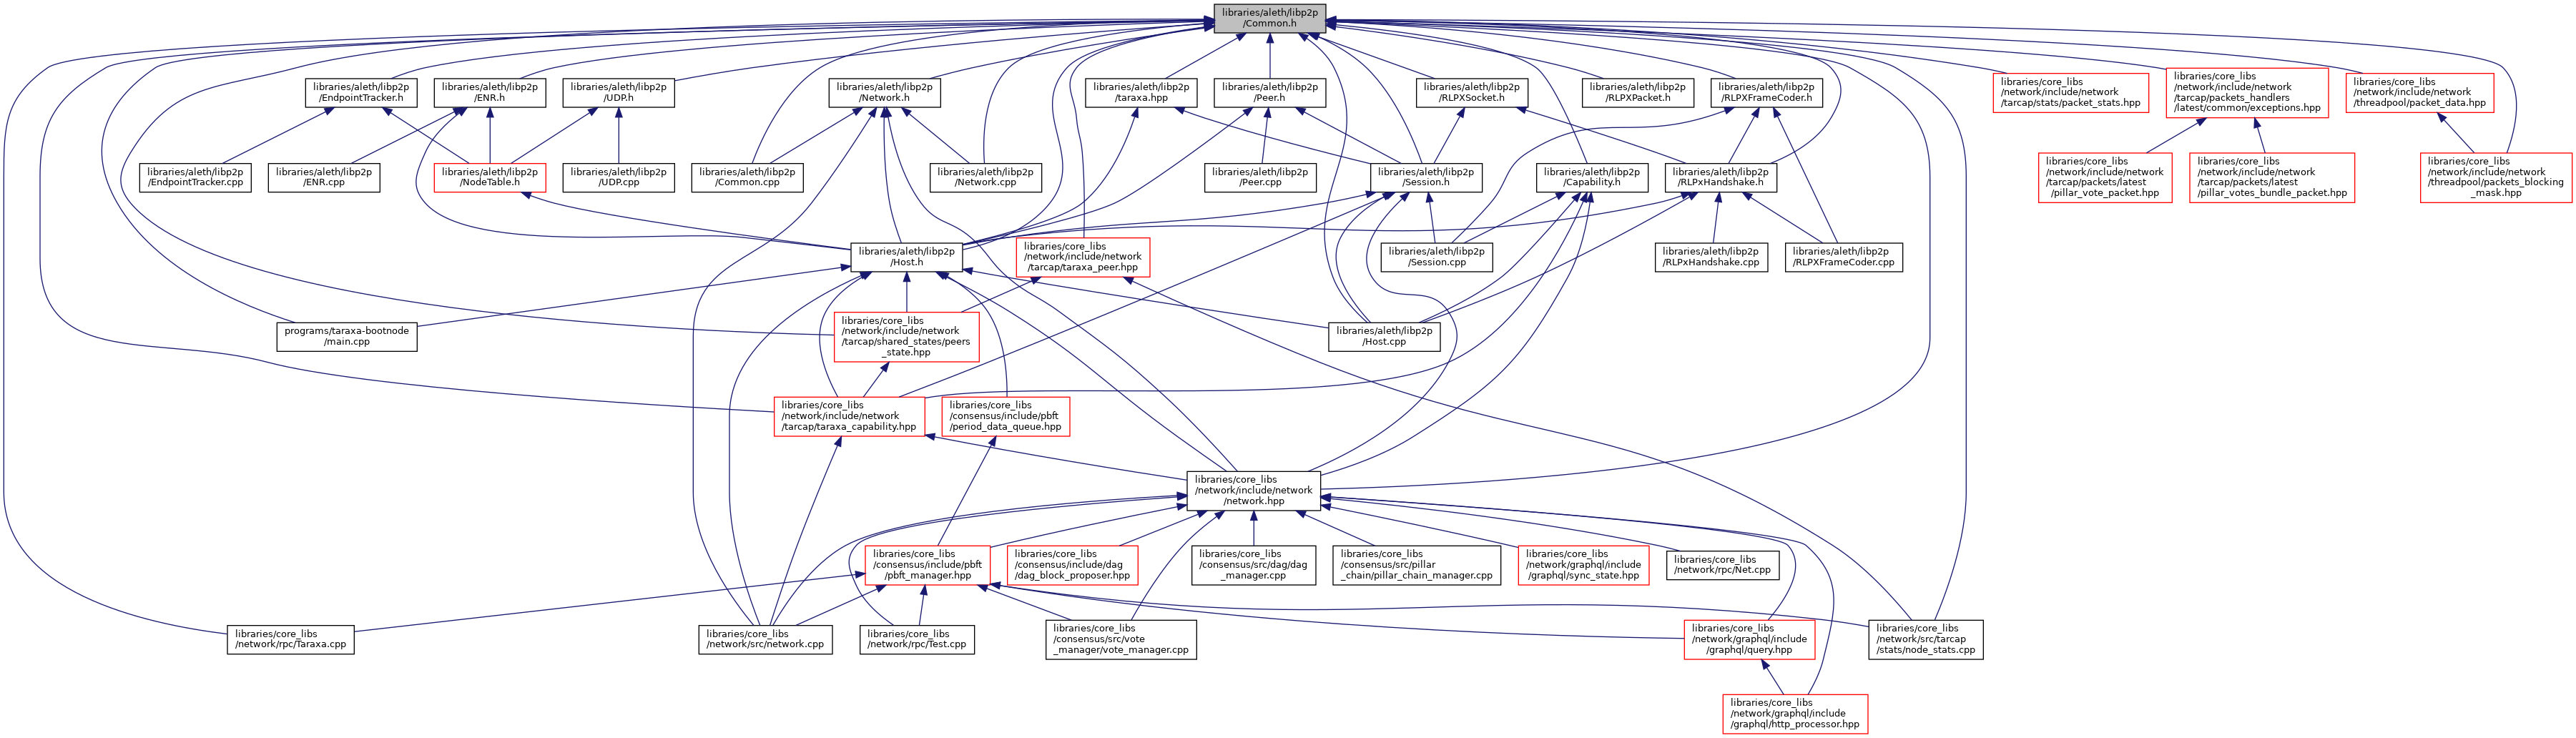 libraries/aleth/libp2p
/Common.h
libraries/aleth/libp2p
/EndpointTracker.h
libraries/aleth/libp2p
/ENR.h
libraries/aleth/libp2p
/UDP.h
libraries/aleth/libp2p
/Network.h
libraries/aleth/libp2p
/taraxa.hpp
libraries/aleth/libp2p
/Peer.h
libraries/aleth/libp2p
/RLPXSocket.h
libraries/aleth/libp2p
/RLPXPacket.h
libraries/aleth/libp2p
/RLPXFrameCoder.h
libraries/core_libs
/network/include/network
/tarcap/stats/packet_stats.hpp
libraries/core_libs
/network/include/network
/tarcap/packets_handlers
/latest/common/exceptions.hpp
libraries/core_libs
/network/include/network
/threadpool/packet_data.hpp
libraries/aleth/libp2p
/EndpointTracker.cpp
libraries/aleth/libp2p
/ENR.cpp
libraries/aleth/libp2p
/NodeTable.h
libraries/aleth/libp2p
/UDP.cpp
libraries/aleth/libp2p
/Common.cpp
libraries/aleth/libp2p
/Network.cpp
libraries/aleth/libp2p
/Peer.cpp
libraries/aleth/libp2p
/Session.h
libraries/aleth/libp2p
/Capability.h
libraries/aleth/libp2p
/RLPxHandshake.h
libraries/core_libs
/network/include/network
/tarcap/packets/latest
/pillar_vote_packet.hpp
libraries/core_libs
/network/include/network
/tarcap/packets/latest
/pillar_votes_bundle_packet.hpp
libraries/core_libs
/network/include/network
/threadpool/packets_blocking
_mask.hpp
libraries/aleth/libp2p
/Host.h
libraries/core_libs
/network/include/network
/tarcap/taraxa_peer.hpp
libraries/aleth/libp2p
/Session.cpp
libraries/aleth/libp2p
/RLPxHandshake.cpp
libraries/aleth/libp2p
/RLPXFrameCoder.cpp
programs/taraxa-bootnode
/main.cpp
libraries/core_libs
/network/include/network
/tarcap/shared_states/peers
_state.hpp
libraries/aleth/libp2p
/Host.cpp
libraries/core_libs
/network/include/network
/tarcap/taraxa_capability.hpp
libraries/core_libs
/consensus/include/pbft
/period_data_queue.hpp
libraries/core_libs
/network/include/network
/network.hpp
libraries/core_libs
/consensus/include/pbft
/pbft_manager.hpp
libraries/core_libs
/consensus/include/dag
/dag_block_proposer.hpp
libraries/core_libs
/consensus/src/dag/dag
_manager.cpp
libraries/core_libs
/consensus/src/pillar
_chain/pillar_chain_manager.cpp
libraries/core_libs
/network/graphql/include
/graphql/sync_state.hpp
libraries/core_libs
/network/rpc/Net.cpp
libraries/core_libs
/network/rpc/Taraxa.cpp
libraries/core_libs
/network/src/network.cpp
libraries/core_libs
/network/rpc/Test.cpp
libraries/core_libs
/consensus/src/vote
_manager/vote_manager.cpp
libraries/core_libs
/network/graphql/include
/graphql/query.hpp
libraries/core_libs
/network/src/tarcap
/stats/node_stats.cpp
libraries/core_libs
/network/graphql/include
/graphql/http_processor.hpp